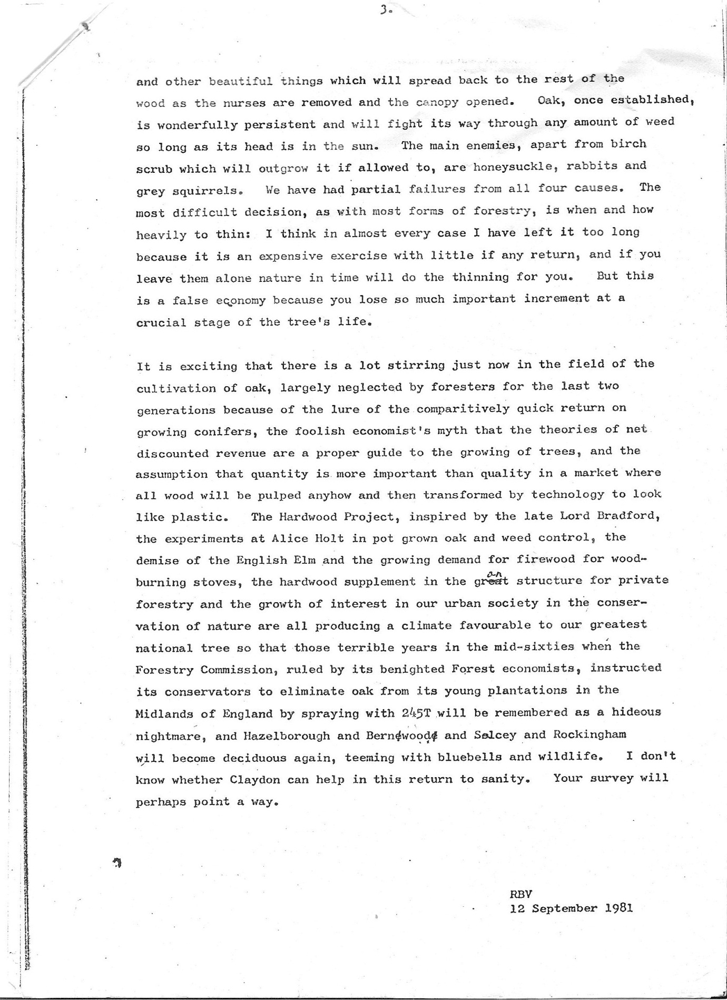 3.
and other beautiful things which will spread back to the rest of the
wood as the nurses are removed and the canopy opened. Oak, once established,
is wonderfully persistent and will fight its way through any amount of weed
so long as its head is in the sun. The main enemies, apart from birch
scrub which will outgrow it if allowed to, are honeysuckle, rabbits and
grey squirrels. We have had partial failures from all four causes. The
most difficult decision, as with most forms of forestry, is when and how
heavily to thin: I think in almost every case I have left it too long
because it is an expensive exercise with little if any return, and if you
leave them alone nature in time will do the thinning for you. But this
is a false economy because you lose so much important increment at a
crucial stage of the tree's life.
It is exciting that there is a lot stirring just now in the field of the
cultivation of oak, largely neglected by foresters for the last two
generations because of the lure of the comparitively quick return on
growing conifers, the foolish economist's myth that the theories of net
discounted revenue are a proper guide to the growing of trees, and the
assumption that quantity is more important than quality in a market where
all wood will be pulped anyhow and then transformed by technology to look
like plastic. The Hardwood Project, inspired by the late Lord Bradford,
the experiments at Alice Holt in pot grown oak and weed control, the
demise of the English Elm and the growing demand for firewood for wood-
burning stoves, the hardwood supplement in the grant structure for private
forestry and the growth of interest in our urban society in the conser-
vation of nature are all producing a climate favourable to our greatest
national tree so that those terrible years in the mid-sixties when the
Forestry Commission, ruled by its benighted Forest economists, instructed
its conservators to eliminate oak from its young plantations in the
Midlands of England by spraying with 245T will be remembered as a hideous
nightmare, and Hazelborough and Bernwood and Salcey and Rockingham
will become deciduous again, teeming with bluebells and wildlife. I don't
know whether Claydon can help in this return to sanity. Your survey will
perhaps point a way.
RBV
12 September 1981